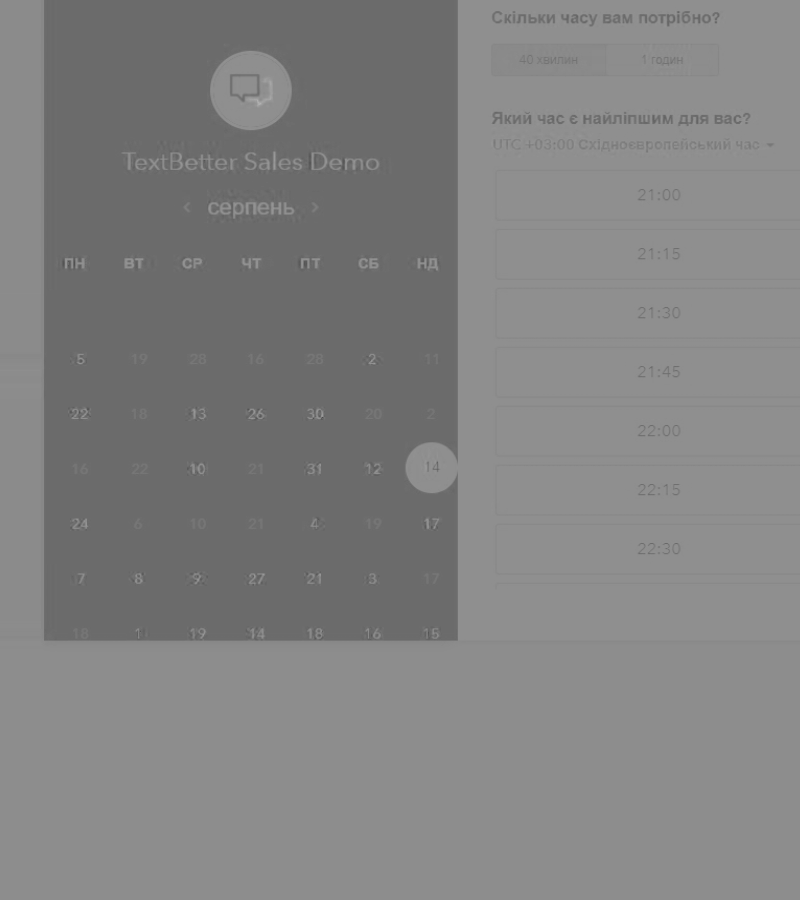 TextBetter Sales Demo
серпень
ПН ВТ СР ЧТ ПТ СБ НД
5 19 28 16 28 2 11
22 18 13 26 30 20 2
16 22 10 21 31 12 14
24 6 10 21 4 19 17
7 8 9 27 21 3 17
18 1 19 14 18 16 15
Скільки часу вам потрібно?
40 хвилин 1 годин
Який час є найліпшим для вас?
UTC +03:00 Східноєвропейський час
21:00
21:15
21:30
21:45
22:00
22:15
22:30